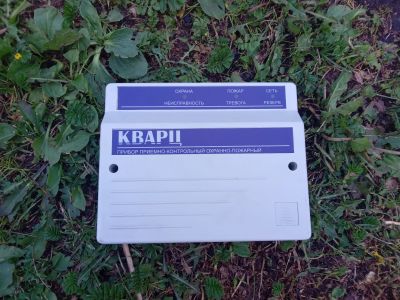 ОХРАНА ПОЖАР СЕТЬ
НЕИСПРАВНОСТЬ ТРЕВОГА РЕЗЕРВ
КВАРЦ
ПРИБОР ПРИЕМНО-КОНТРОЛЬНЫЙ ОХРАННО-ПОЖАРНЫЙ